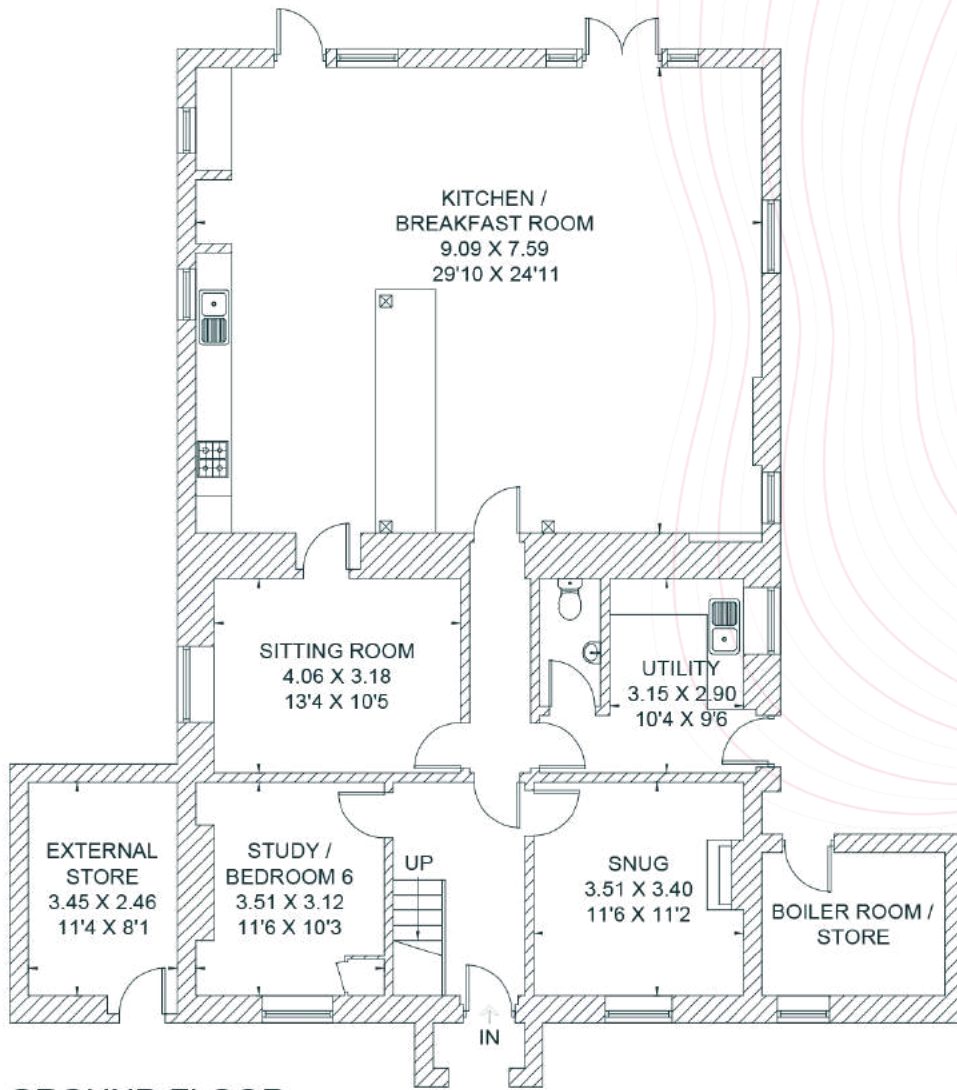 KITCHEN /
BREAKFAST ROOM
9.09 X 7.59
29'10 X 24'11
SITTING ROOM
4.06 X 3.18
13'4 X 10'5
UTILITY
3.15 X 2.90
10'4 X 9'6
EXTERNAL
STORE
3.45 X 2.46
11'4 X 8'1
STUDY /
BEDROOM 6
3.51 X 3.12
11'6 X 10'3
UP
SNUG
3.51 X 3.40
11'6 X 11'2
BOILER ROOM /
STORE
IN
GROUND FLOOR